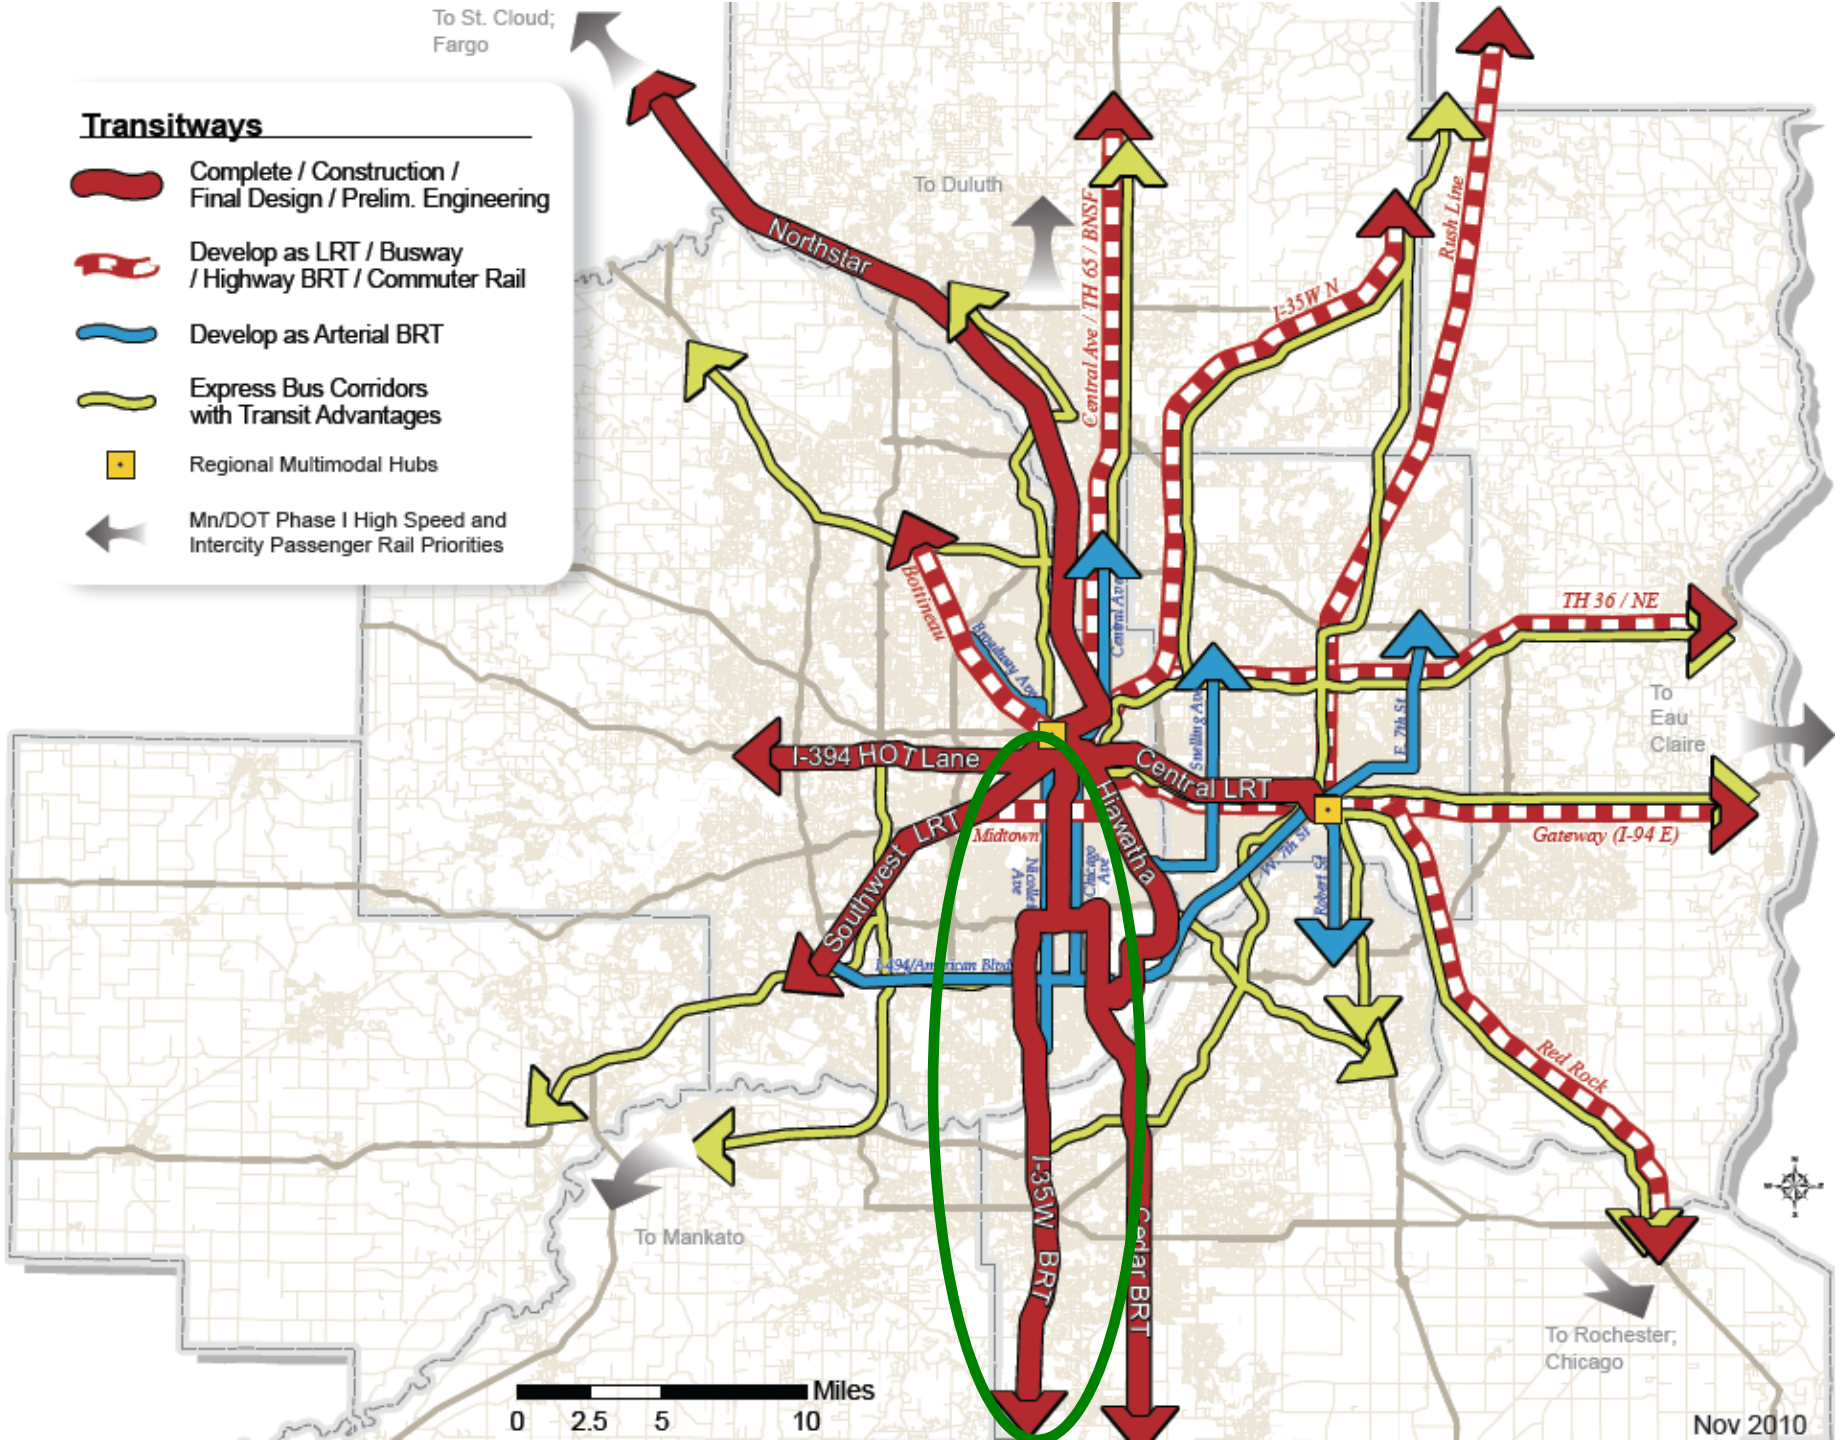 To St. Cloud;
Fargo
Transitways
Complete / Construction /
Final Design / Prelim. Engineering
Develop as LRT / Busway
/ Highway BRT / Commuter Rail
Develop as Arterial BRT
Express Bus Corridors
with Transit Advantages
Regional Multimodal Hubs
Mn/DOT Phase I High Speed and
Intercity Passenger Rail Priorities
To Duluth
Northstar
Central Ave / TH 65 / BNSF
I-35W N
Rush Line
Bottineau
Broadway Ave
Central Ave
TH 36 / NE
To
Eau
Claire
Snelling Ave
E. 7th St
I-394 HOT Lane
Central LRT
Hiawatha
Southwest LRT
Midtown
Nicollet
Ave
Chicago
Ave
W. 7th St
Robert St
Gateway (I-94 E)
I-494/American Blvd
Red Rock
I-35W BRT
Cedar BRT
To Mankato
To Rochester;
Chicago
N
W
E
S
Miles
0 2.5 5 10
Nov 2010